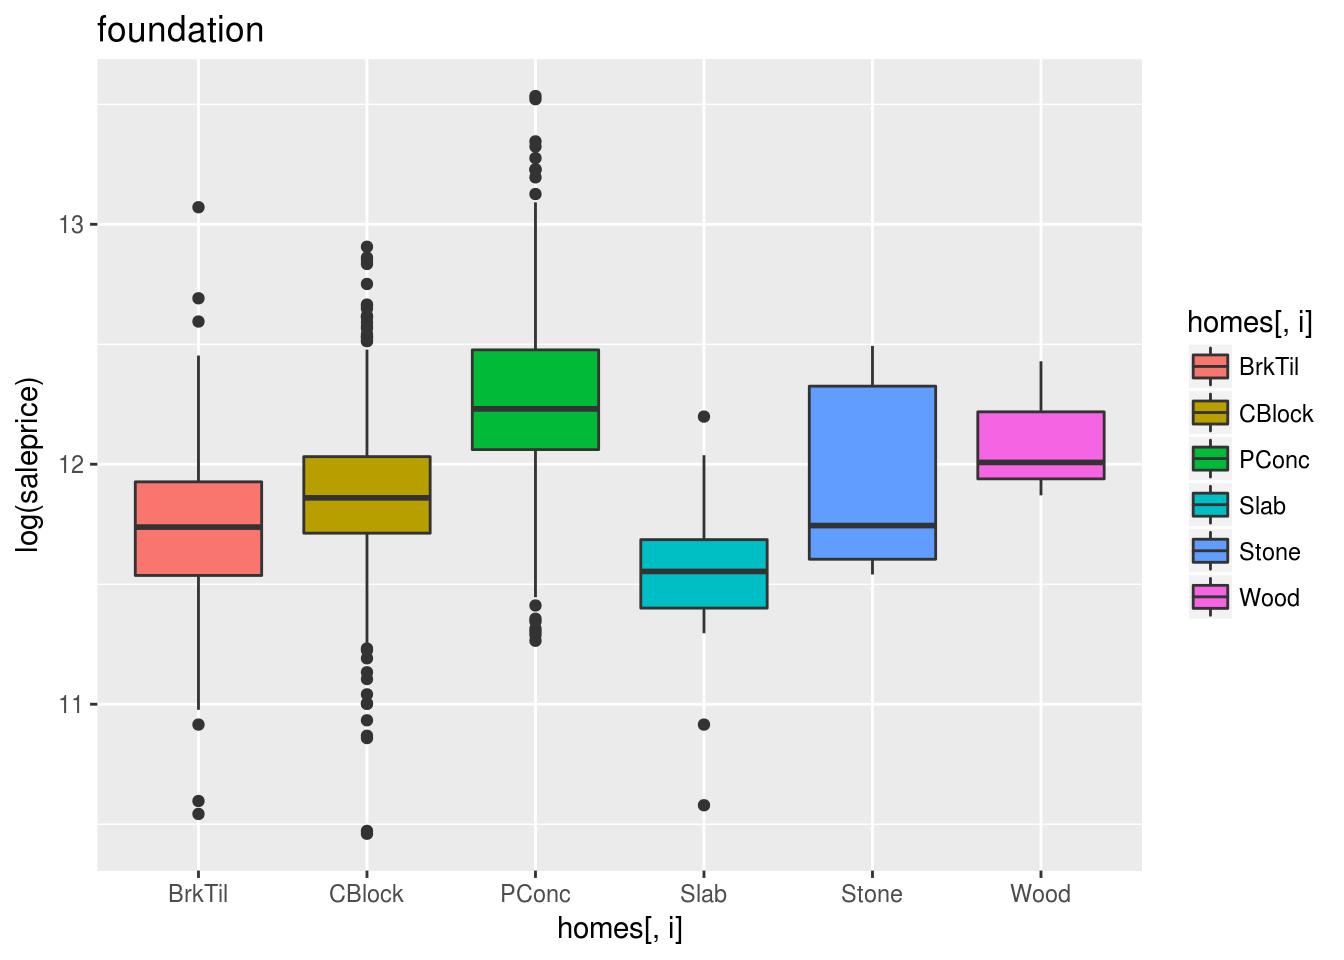 foundation
log(saleprice)
13
12
11
BrkTil CBlock PConc Slab Stone Wood
homes[, i]
homes[, i]
BrkTil
CBlock
PConc
Slab
Stone
Wood